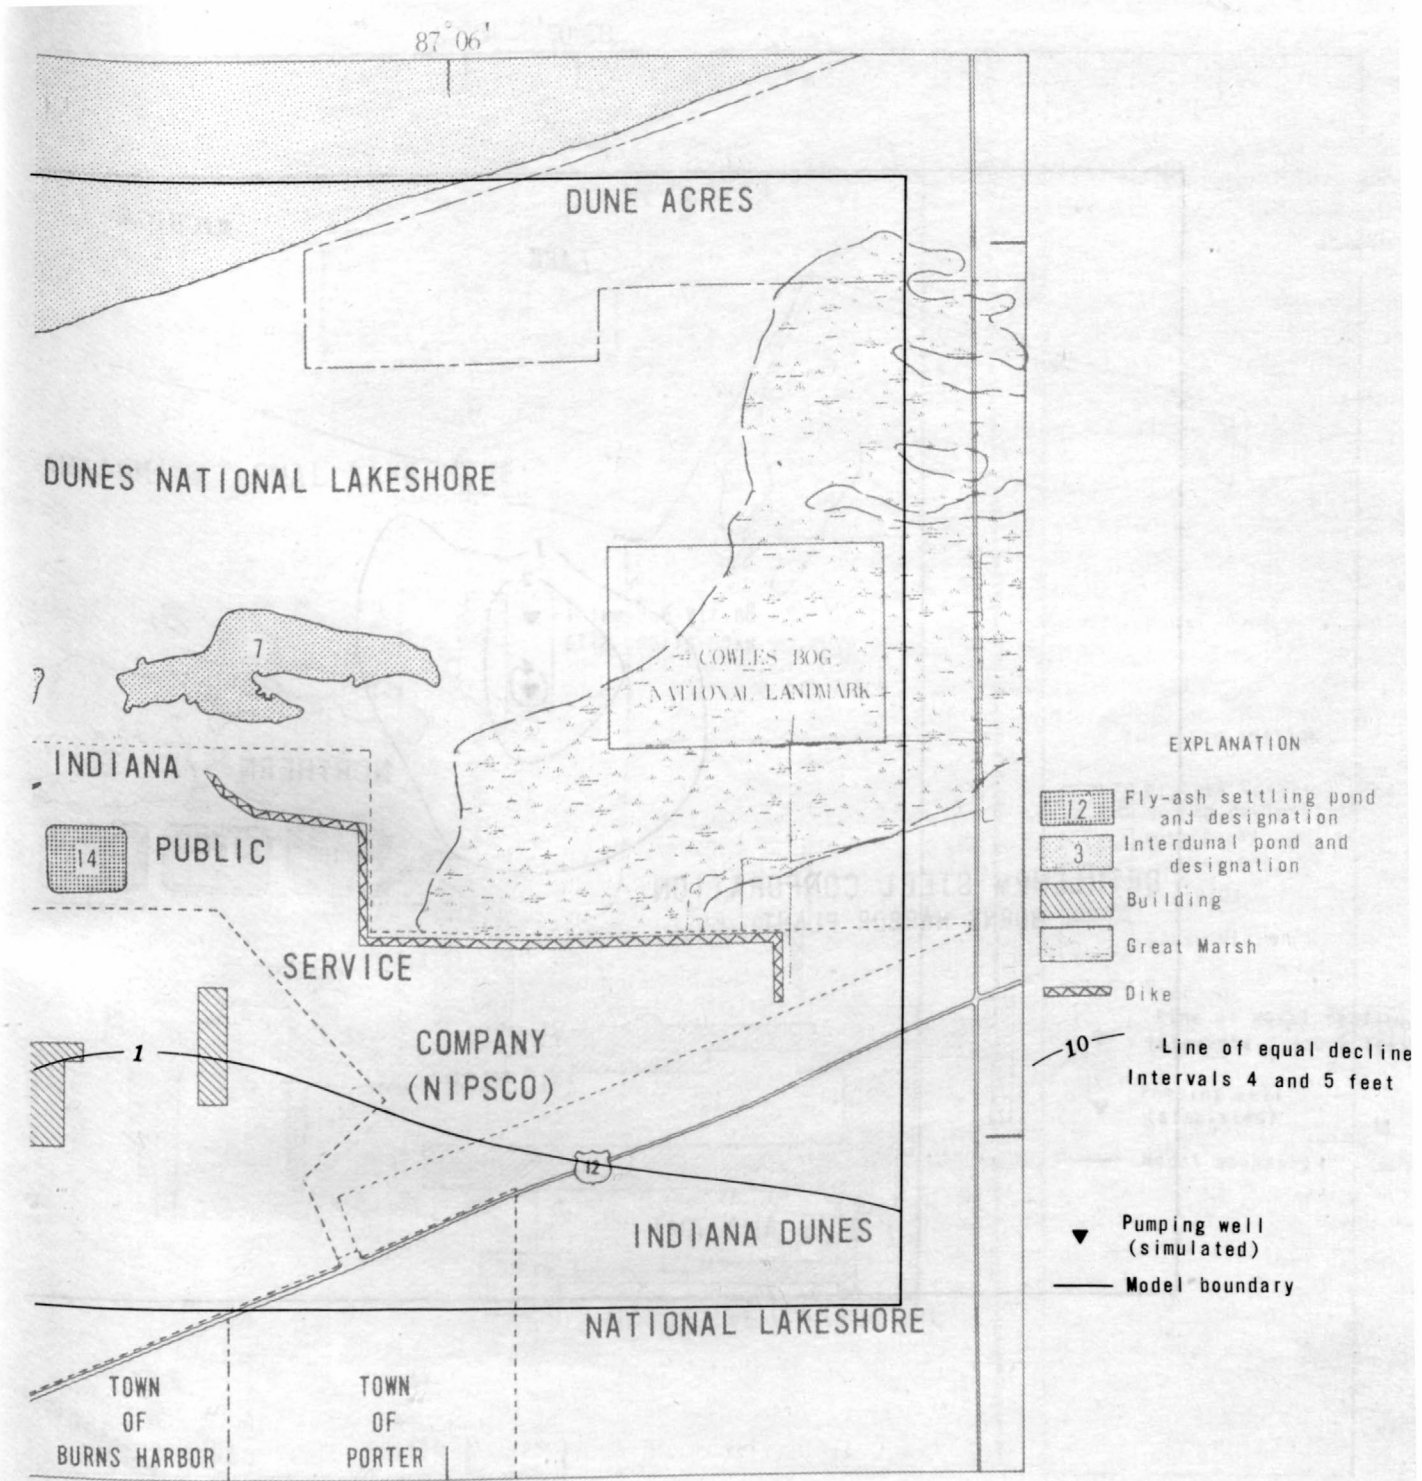 87°06'
DUNE ACRES
DUNES NATIONAL LAKESHORE
7
COWLES BOG
NATIONAL LANDMARK
INDIANA
14
PUBLIC
SERVICE
COMPANY
(NIPSCO)
1
12
INDIANA DUNES
NATIONAL LAKESHORE
TOWN
OF
BURNS HARBOR
TOWN
OF
PORTER
EXPLANATION
12 Fly-ash settling pond
and designation
3 Interdunal pond and
designation
Building
Great Marsh
Dike
10 Line of equal decline
Intervals 4 and 5 feet
Pumping well
(simulated)
Model boundary